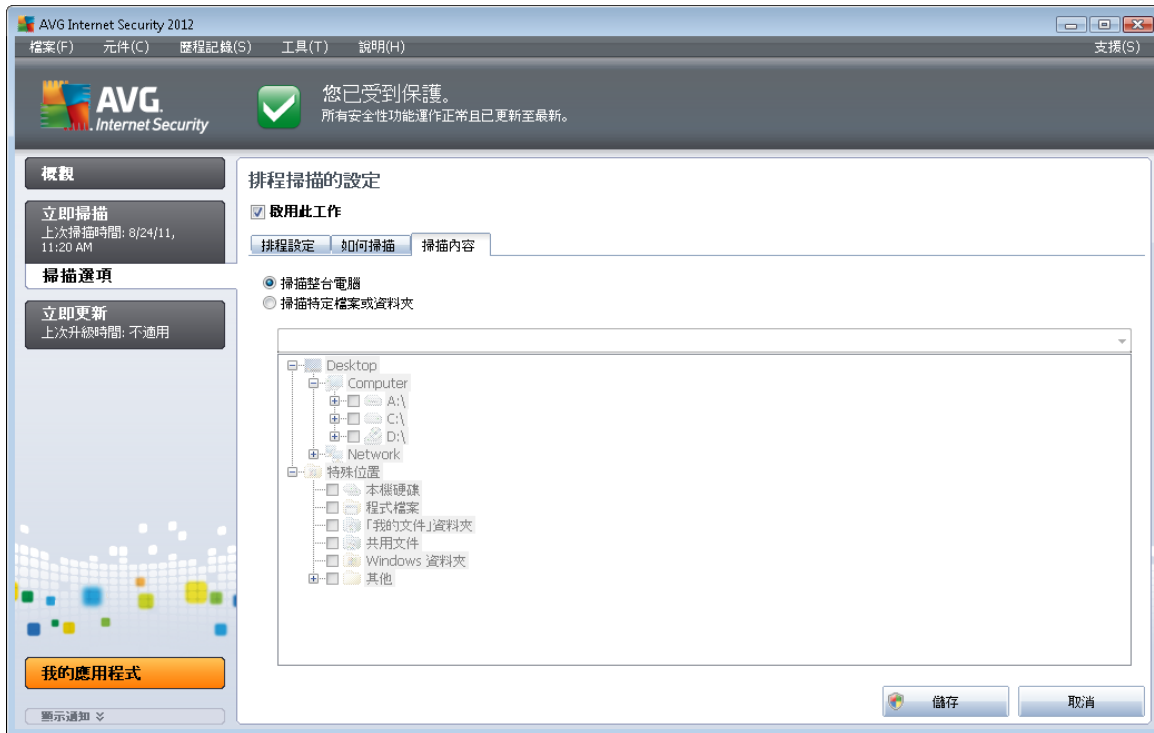 AVG Internet Security 2012
檔案(F) 元件(C) 歷程記錄(S) 工具(T) 說明(H) 支援(S)
AVG.
Internet Security
您已受到保護。
所有安全性功能運作正常且已更新至最新。
概觀
立即掃描
上次掃描時間: 8/24/11,
11:20 AM
掃描選項
立即更新
上次升級時間: 不適用
我的應用程式
顯示通知
排程掃描的設定
啟用此工作
排程設定 如何掃描 掃描內容
掃描整台電腦
掃描特定檔案或資料夾
Desktop
Computer
A:\
C:\
D:\
Network
特殊位置
本機硬碟
程式檔案
「我的文件」資料夾
共用文件
Windows 資料夾
其他
儲存 取消